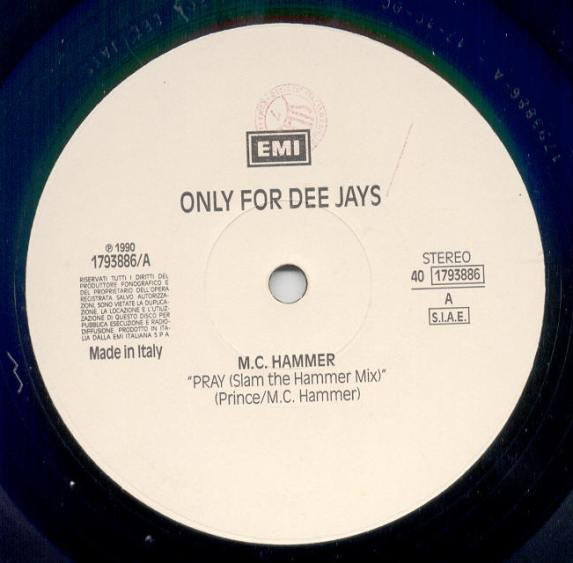 EMI
ONLY FOR DEE JAYS
℗ 1990
1793886/A
RISERVATI TUTTI I DIRITTI DEL
PRODUTTORE FONOGRAFICO E
DEL PROPRIETARIO DELL'OPERA
REGISTRATA SALVO AUTORIZZA-
ZIONI, SONO VIETATE LA DUPLICA-
ZIONE, LA LOCAZIONE E L'UTILIZ-
ZAZIONE DI QUESTO DISCO PER
PUBBLICA ESECUZIONE E RADIO-
DIFFUSIONE. PRODOTTO IN ITA-
LIA DALLA EMI ITALIANA S P A
Made in Italy
STEREO
40 1793886
A
S.I.A.E.
M.C. HAMMER
"PRAY (Slam the Hammer Mix)"
(Prince/M.C. Hammer)
1793886 A